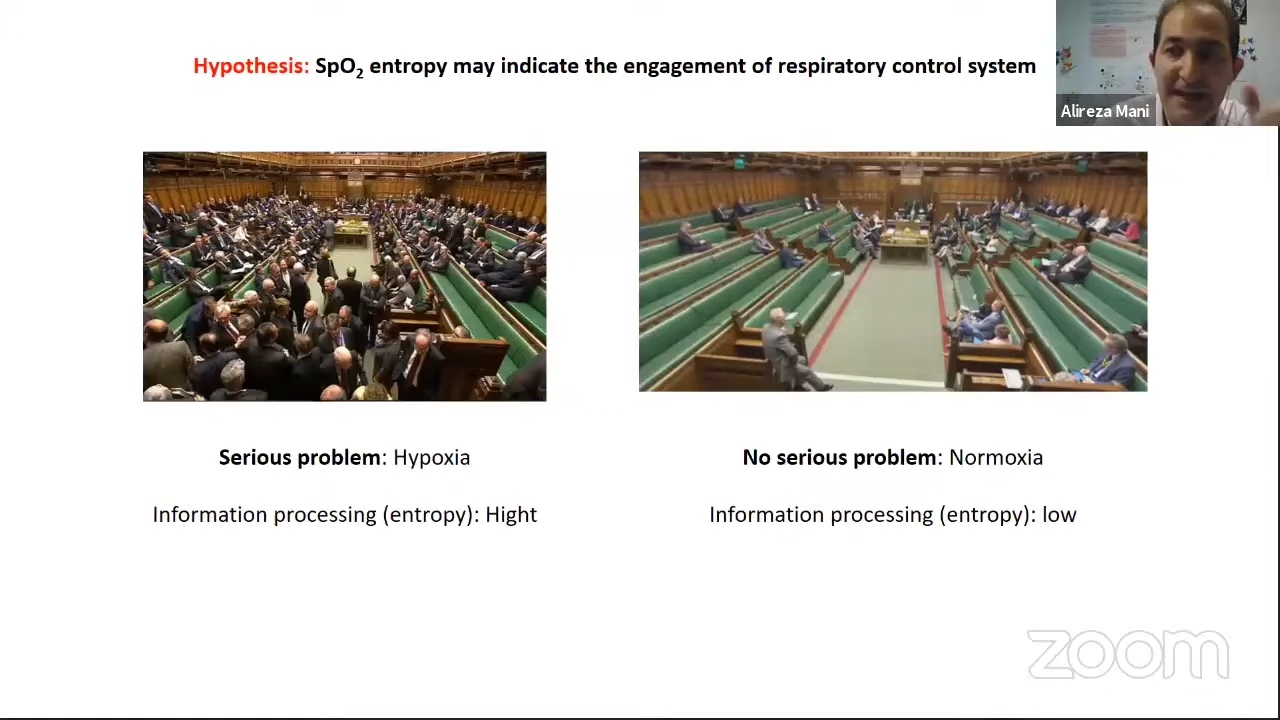 Hypothesis: SpO₂ entropy may indicate the engagement of respiratory control system
Alireza Mani
Serious problem: Hypoxia
No serious problem: Normoxia
Information processing (entropy): Hight
Information processing (entropy): low
zoom